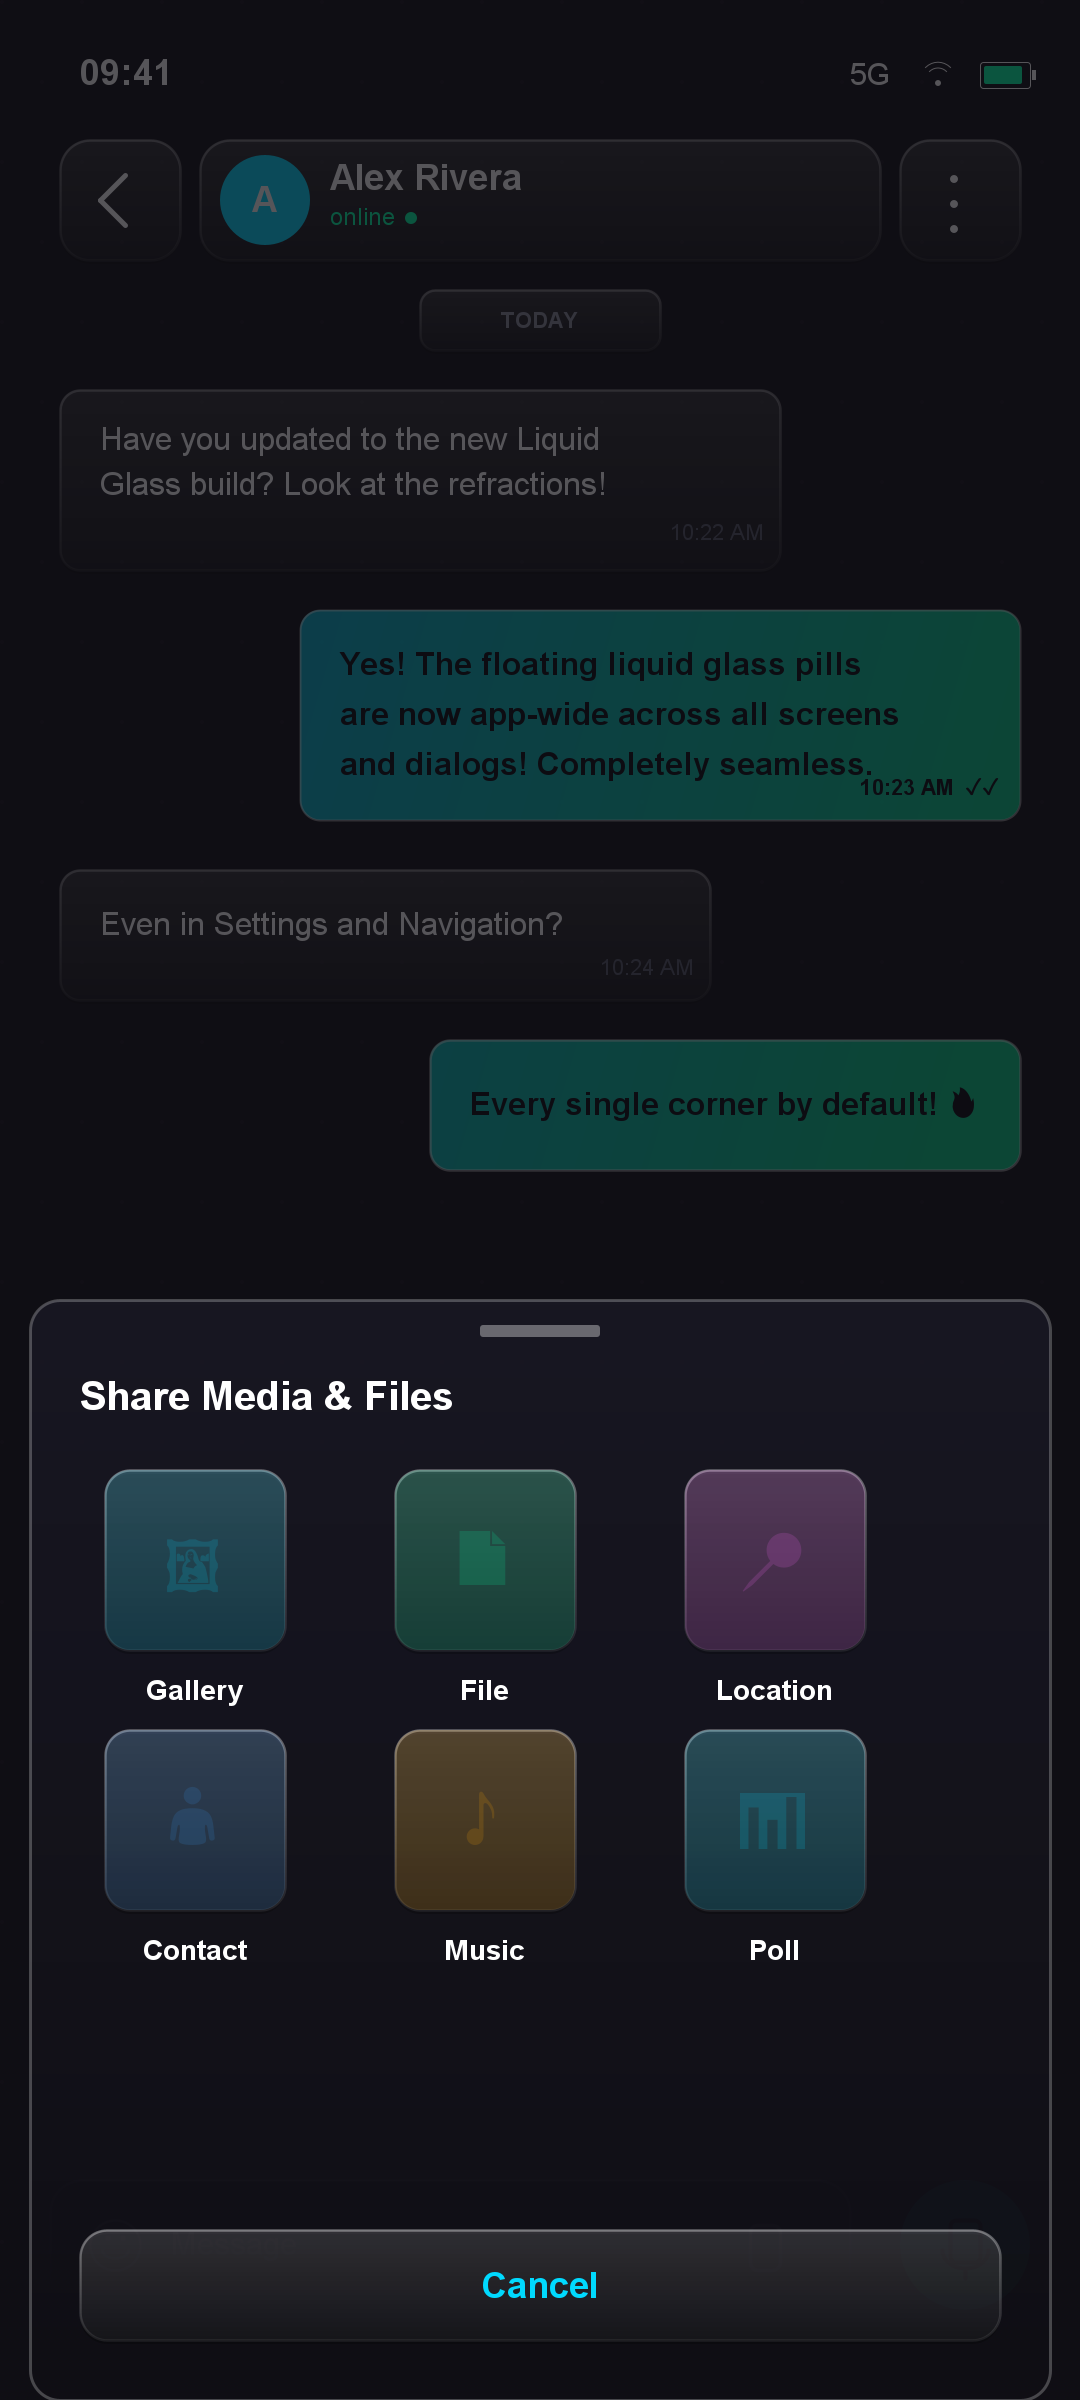 09:41
5G
A
Alex Rivera
online
TODAY
Have you updated to the new Liquid
Glass build? Look at the refractions!
10:22 AM
Yes! The floating liquid glass pills
are now app-wide across all screens
and dialogs! Completely seamless.
10:23 AM ✓✓
Even in Settings and Navigation?
10:24 AM
Every single corner by default! 🔥
Share Media & Files
Gallery
File
Location
Contact
Music
Poll
Cancel